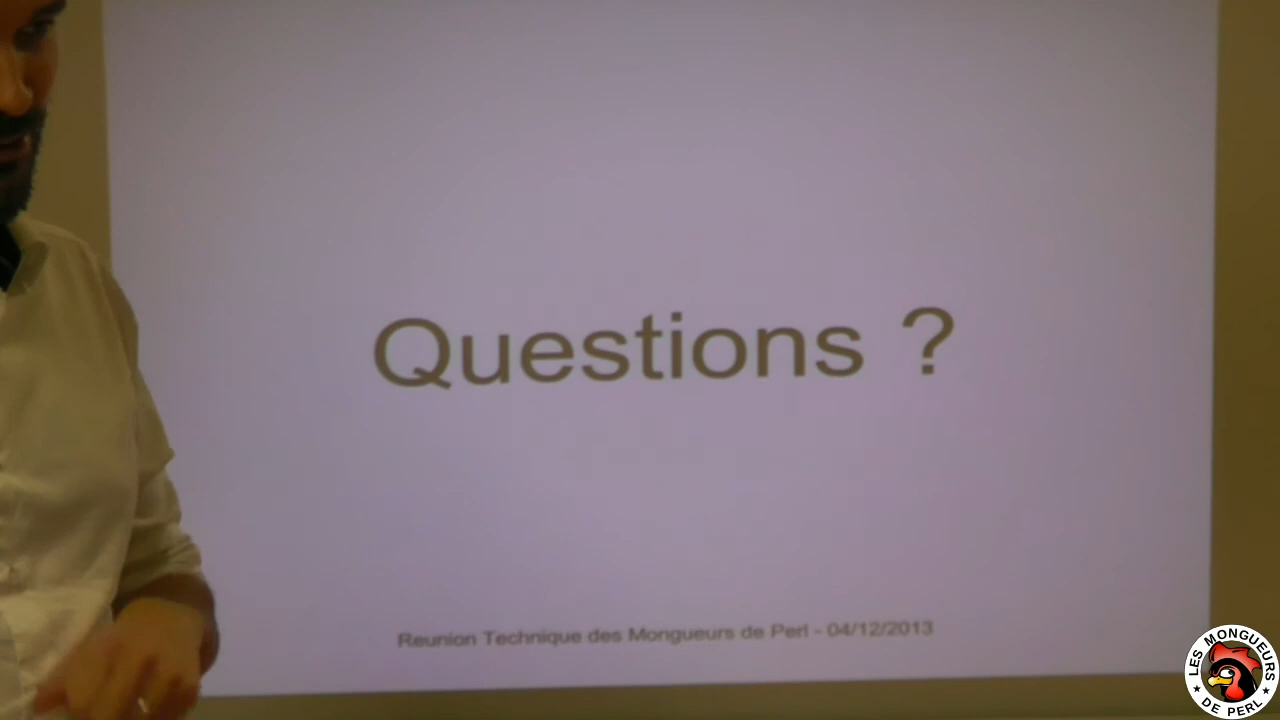 Questions ?
Reunion Technique des Mongueurs de Perl - 04/12/2013
LES MONGUEURS
DE PERL